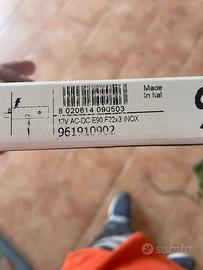 Made
in Ital
8 020614 090503
12V AC-DC E90 F22x3 INOX
961910902
subito